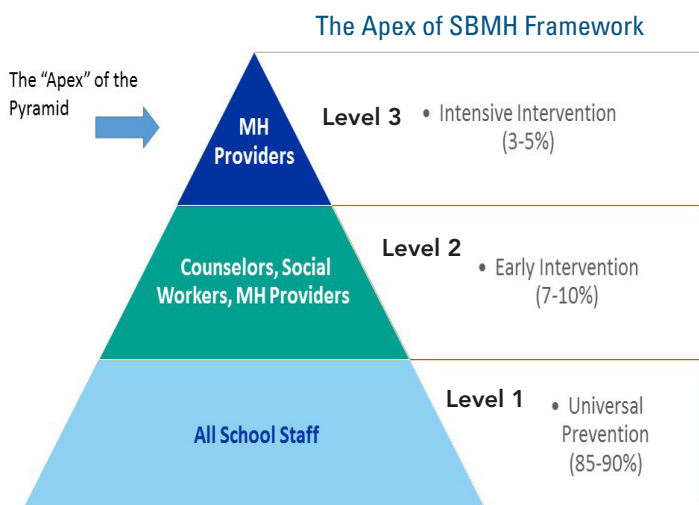 The Apex of SBMH Framework
The “Apex” of the
Pyramid
MH
Providers
Level 3
• Intensive Intervention
(3-5%)
Counselors, Social
Workers, MH Providers
Level 2
• Early Intervention
(7-10%)
All School Staff
Level 1
• Universal
Prevention
(85-90%)